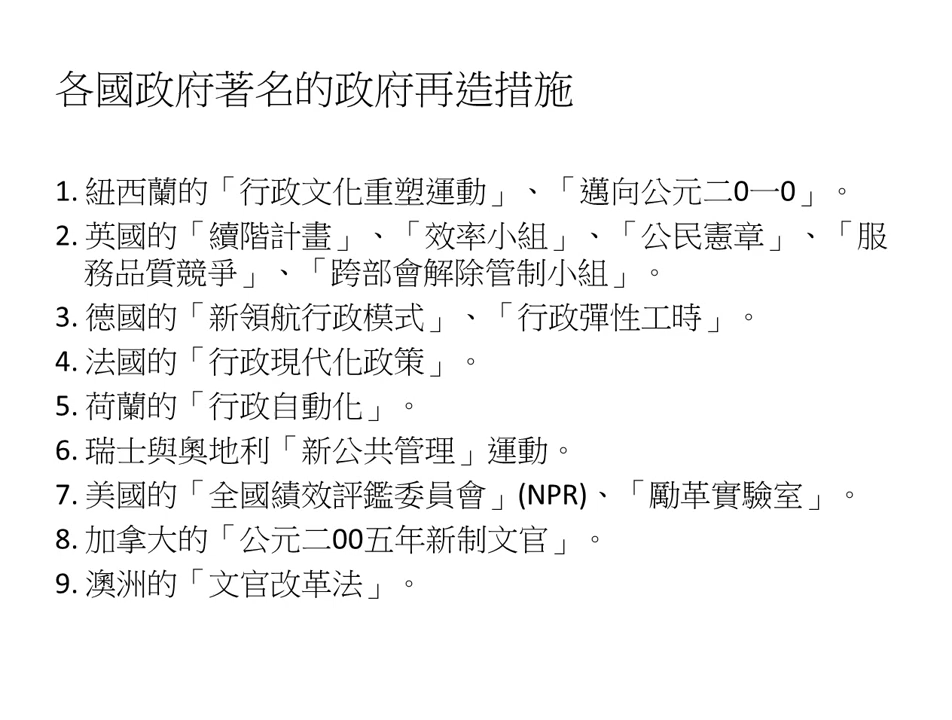 各國政府著名的政府再造措施
1. 紐西蘭的「行政文化重塑運動」、「邁向公元二0一0」。
2. 英國的「續階計畫」、「效率小組」、「公民憲章」、「服
務品質競爭」、「跨部會解除管制小組」。
3. 德國的「新領航行政模式」、「行政彈性工時」。
4. 法國的「行政現代化政策」。
5. 荷蘭的「行政自動化」。
6. 瑞士與奧地利「新公共管理」運動。
7. 美國的「全國績效評鑑委員會」(NPR)、「勵革實驗室」。
8. 加拿大的「公元二00五年新制文官」。
9. 澳洲的「文官改革法」。